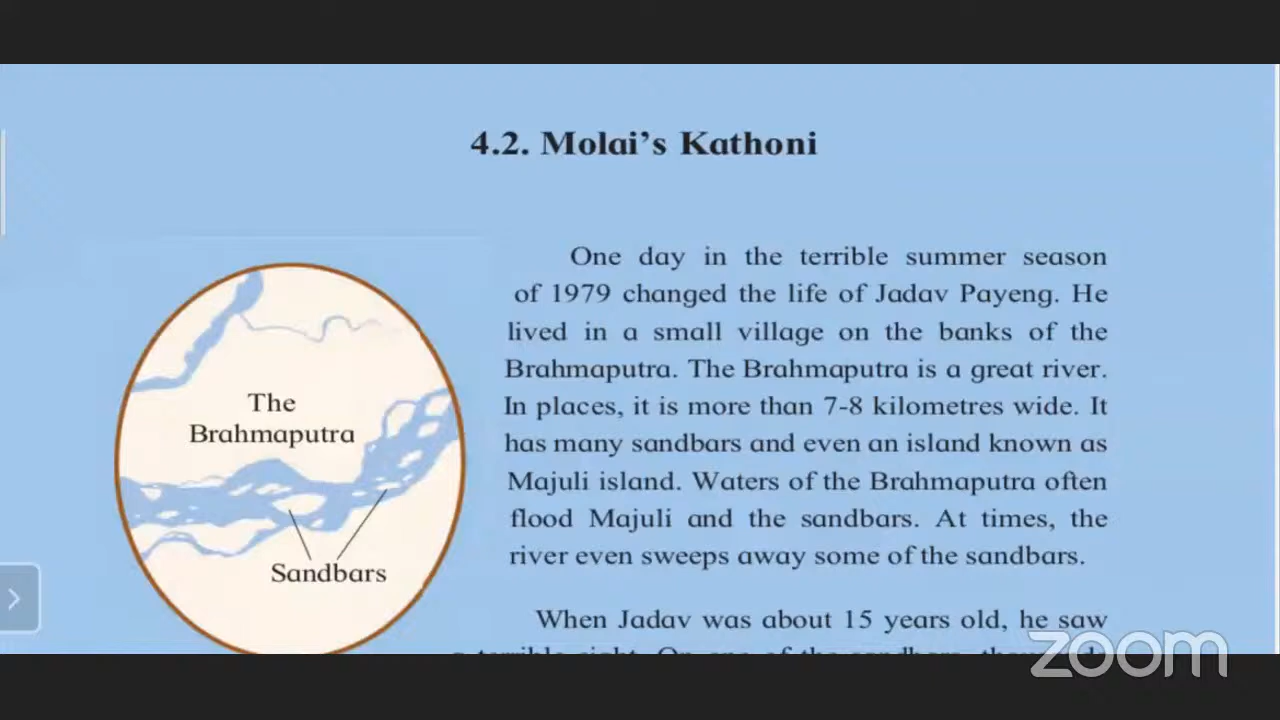 4.2. Molai's Kathoni
One day in the terrible summer season
of 1979 changed the life of Jadav Payeng. He
lived in a small village on the banks of the
Brahmaputra. The Brahmaputra is a great river.
In places, it is more than 7-8 kilometres wide. It
has many sandbars and even an island known as
Majuli island. Waters of the Brahmaputra often
flood Majuli and the sandbars. At times, the
river even sweeps away some of the sandbars.
When Jadav was about 15 years old, he saw
The
Brahmaputra
Sandbars
zoom